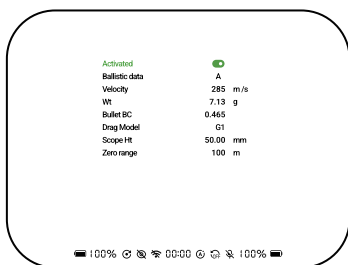 Activated
Ballistic data A
Velocity 285 m/s
Wt 7.13 g
Bullet BC 0.465
Drag Model G1
Scope Ht 50.00 mm
Zero range 100 m
100% 00:00 A 100%